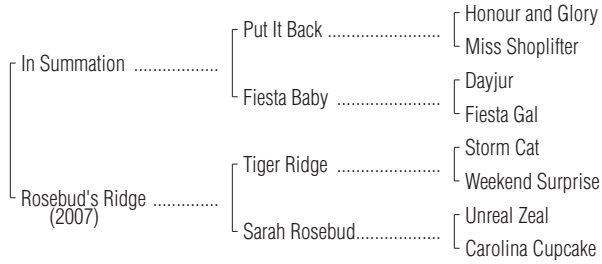 Honour and Glory
Put It Back ....................
Miss Shoplifter
In Summation ................
Dayjur
Fiesta Baby ....................
Fiesta Gal
Storm Cat
Tiger Ridge ....................
Weekend Surprise
Rosebud's Ridge .............
(2007)
Unreal Zeal
Sarah Rosebud................
Carolina Cupcake